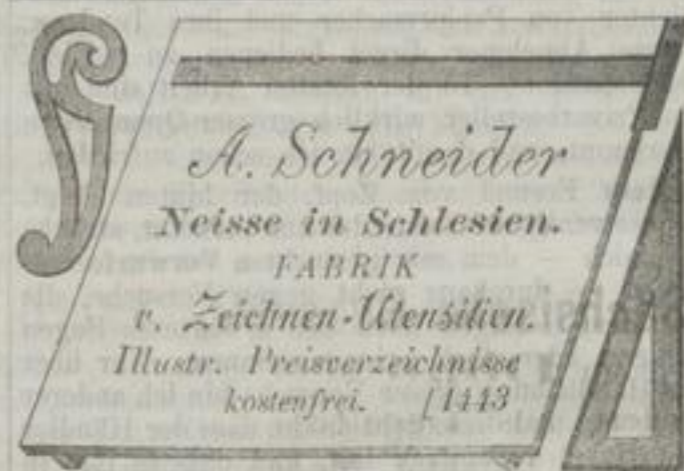 A. Schneider
Neisse in Schlesien.
FABRIK
v. Zeichnen-Utensilien.
Illustr. Preisverzeichnisse
kostenfrei. [1443